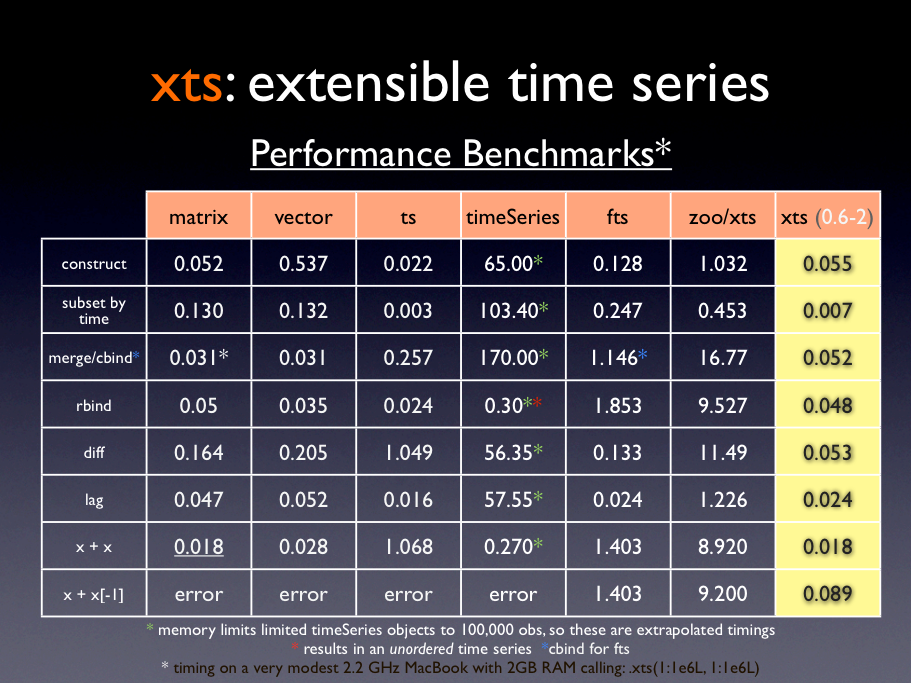 xts: extensible time series
Performance Benchmarks*
matrix vector ts timeSeries fts zoo/xts xts (0.6-2)
construct 0.052 0.537 0.022 65.00* 0.128 1.032 0.055
subset by
time 0.130 0.132 0.003 103.40* 0.247 0.453 0.007
merge/cbind* 0.031* 0.031 0.257 170.00* 1.146* 16.77 0.052
rbind 0.05 0.035 0.024 0.30** 1.853 9.527 0.048
diff 0.164 0.205 1.049 56.35* 0.133 11.49 0.053
lag 0.047 0.052 0.016 57.55* 0.024 1.226 0.024
x + x 0.018 0.028 1.068 0.270* 1.403 8.920 0.018
x + x[-1] error error error error 1.403 9.200 0.089
* memory limits limited timeSeries objects to 100,000 obs, so these are extrapolated timings
* results in an unordered time series *cbind for fts
* timing on a very modest 2.2 GHz MacBook with 2GB RAM calling: .xts(1:1e6L, 1:1e6L)